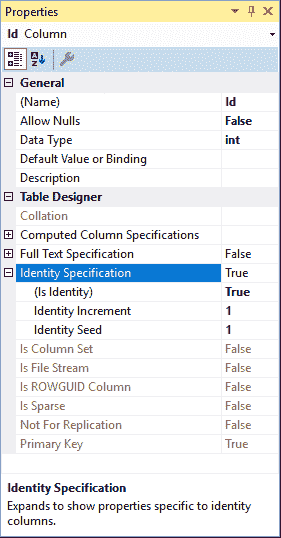 Properties
Id Column
General
(Name) Id
Allow Nulls False
Data Type int
Default Value or Binding
Description
Table Designer
Collation
Computed Column Specifications
Full Text Specification False
Identity Specification True
(Is Identity) True
Identity Increment 1
Identity Seed 1
Is Column Set False
Is File Stream False
Is ROWGUID Column False
Is Sparse False
Not For Replication False
Primary Key True
Identity Specification
Expands to show properties specific to identity
columns.